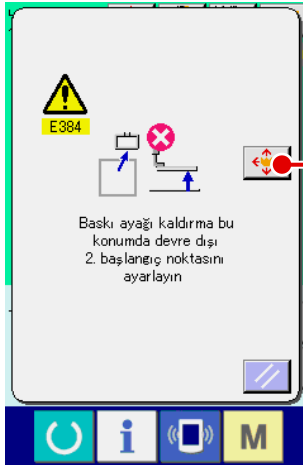 E384
Baskı ayağı kaldırma bu
konumda devre dışı
2. başlangıç noktasını
ayarlayın
i
M